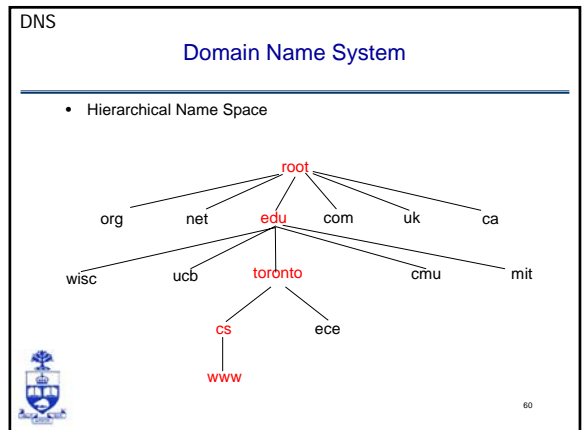 DNS
Domain Name System
• Hierarchical Name Space
root
org net edu com uk ca
wisc ucb toronto cmu mit
cs ece
www
60